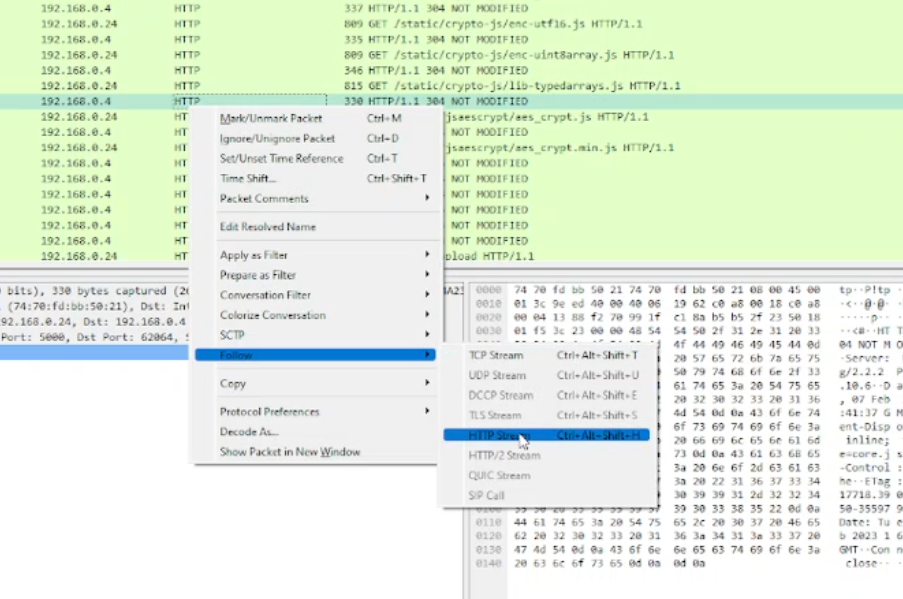 192.168.0.4 HTTP 337 HTTP/1.1 304 NOT MODIFIED
192.168.0.24 HTTP 809 GET /static/crypto-js/enc-utf16.js HTTP/1.1
192.168.0.4 HTTP 335 HTTP/1.1 304 NOT MODIFIED
192.168.0.24 HTTP 809 GET /static/crypto-js/enc-uint8array.js HTTP/1.1
192.168.0.4 HTTP 346 HTTP/1.1 304 NOT MODIFIED
192.168.0.24 HTTP 815 GET /static/crypto-js/lib-typedarrays.js HTTP/1.1
192.168.0.4 HTTP 330 HTTP/1.1 304 NOT MODIFIED
192.168.0.24 HT jsaescrypt/aes_crypt.js HTTP/1.1
192.168.0.4 HT NOT MODIFIED
192.168.0.24 HT jsaescrypt/aes_crypt.min.js HTTP/1.1
192.168.0.4 HT NOT MODIFIED
192.168.0.4 HT NOT MODIFIED
192.168.0.4 HT NOT MODIFIED
192.168.0.4 HT NOT MODIFIED
192.168.0.4 HT NOT MODIFIED
192.168.0.4 HT NOT MODIFIED
192.168.0.24 HT pload HTTP/1.1
Mark/Unmark Packet Ctrl+M
Ignore/Unignore Packet Ctrl+D
Set/Unset Time Reference Ctrl+T
Time Shift... Ctrl+Shift+T
Packet Comments
Edit Resolved Name
Apply as Filter
Prepare as Filter
Conversation Filter
Colorize Conversation
SCTP
Follow
Copy
Protocol Preferences
Decode As...
Show Packet in New Window
TCP Stream Ctrl+Alt+Shift+T
UDP Stream Ctrl+Alt+Shift+U
DCCP Stream Ctrl+Alt+Shift+E
TLS Stream Ctrl+Alt+Shift+S
HTTP Stream Ctrl+Alt+Shift+H
HTTP/2 Stream
QUIC Stream
SIP Call
bits), 330 bytes captured (26
(74:70:fd:bb:50:21), Dst: Int
92.168.0.24, Dst: 192.168.0.4
Port: 5000, Dst Port: 62064, S
0000 74 70 fd bb 50 21 74 70 fd bb 50 21 08 00 45 00 tp··P!tp
0010 01 3c 9e ed 40 00 40 06 19 62 c0 a8 00 18 c0 a8 ·<··@·@·
0020 00 04 13 88 f2 70 99 1f c1 8a b5 b5 2f 23 50 18
0030 01 f5 3c 23 00 00 48 54 54 50 2f 31 2e 31 20 33 ··<#··HT T
4f 44 49 46 49 45 44 0d 04 NOT M O
20 57 65 72 6b 7a 65 75 ·Server:
50 79 74 68 6f 6e 2f 33 g/2.2.2 P
61 74 65 3a 20 54 75 65 .10.6··D a
20 32 30 32 33 20 31 36 , 07 Feb
4d 54 0d 0a 43 6f 6e 74 :41:37 G M
6f 73 69 74 69 6f 6e 3a ent-Disp o
20 66 69 6c 65 6e 61 6d inline;
73 0d 0a 43 61 63 68 65 e=core.j s
3a 20 6e 6f 2d 63 61 63 -Control :
3a 20 22 31 36 37 33 34 he··ETag :
30 39 39 31 2d 32 32 34 17718.39 0
50-35597 9
0110 44 61 74 65 3a 20 54 75 65 2c 20 30 37 20 46 65 Date: Tu e
0120 62 20 32 30 32 33 20 31 36 3a 34 31 3a 33 37 20 b 2023 1 6
0130 47 4d 54 0d 0a 43 6f 6e 6e 65 63 74 69 6f 6e 3a GMT··Con n
0140 20 63 6c 6f 73 65 0d 0a 0d 0a close··